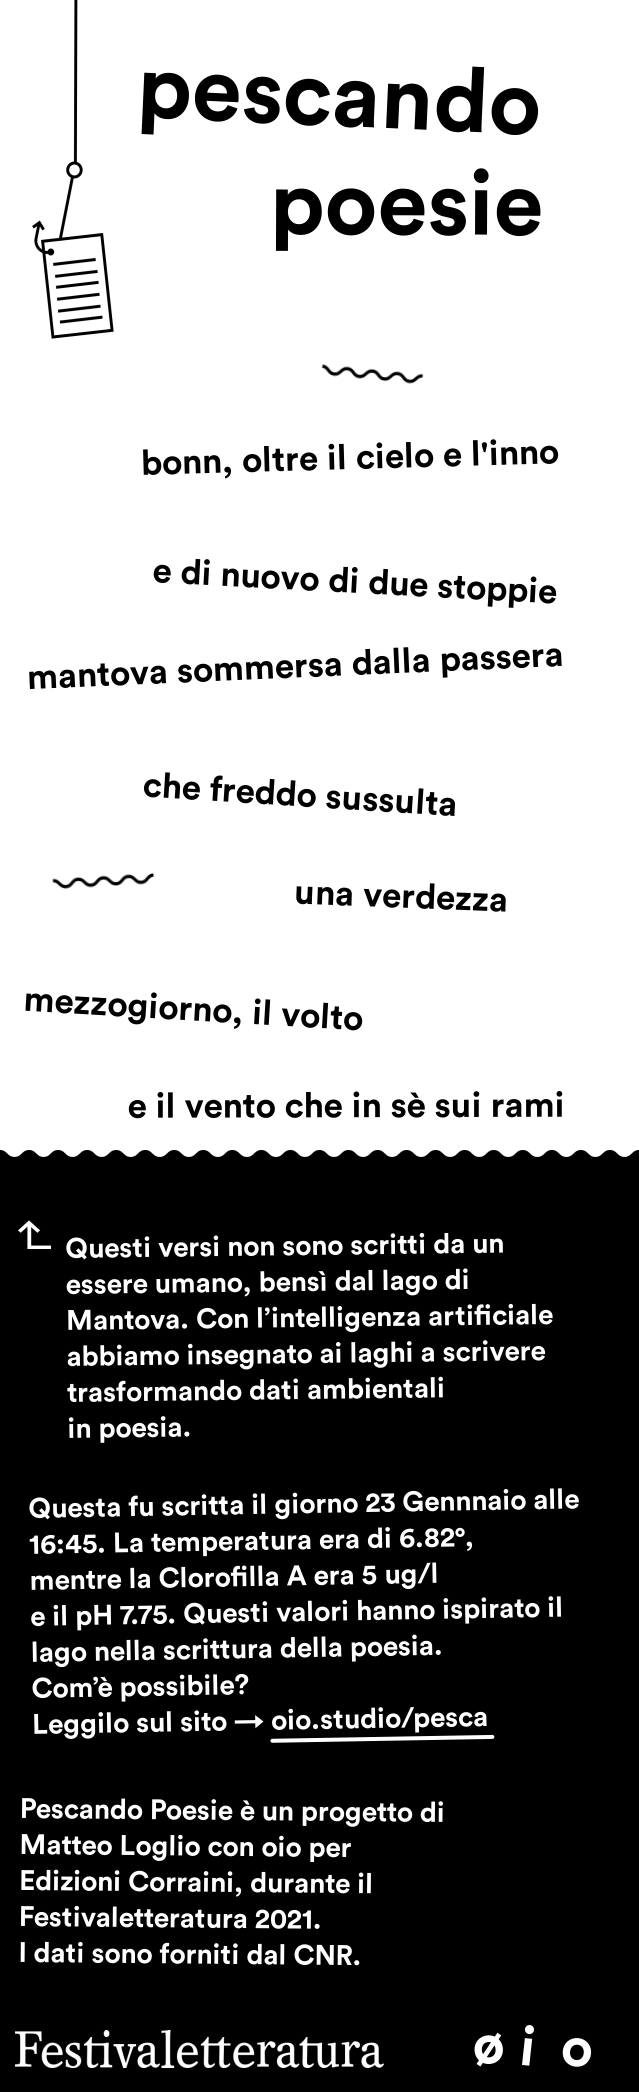 pescando
poesie
bonn, oltre il cielo e l'inno
e di nuovo di due stoppie
mantova sommersa dalla passera
che freddo sussulta
una verdezza
mezzogiorno, il volto
e il vento che in sè sui rami
Questi versi non sono scritti da un
essere umano, bensì dal lago di
Mantova. Con l’intelligenza artificiale
abbiamo insegnato ai laghi a scrivere
trasformando dati ambientali
in poesia.
Questa fu scritta il giorno 23 Gennnaio alle
16:45. La temperatura era di 6.82°,
mentre la Clorofilla A era 5 ug/l
e il pH 7.75. Questi valori hanno ispirato il
lago nella scrittura della poesia.
Com’è possibile?
Leggilo sul sito → oio.studio/pesca
Pescando Poesie è un progetto di
Matteo Loglio con oio per
Edizioni Corraini, durante il
Festivaletteratura 2021.
I dati sono forniti dal CNR.
Festivaletteratura øio